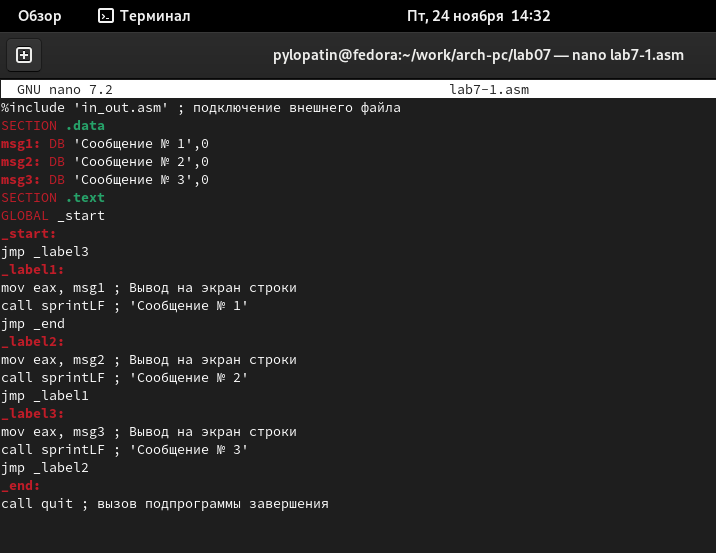 Обзор Терминал Пт, 24 ноября 14:32
pylopatin@fedora:~/work/arch-pc/lab07 — nano lab7-1.asm
GNU nano 7.2 lab7-1.asm
%include 'in_out.asm' ; подключение внешнего файла
SECTION .data
msg1: DB 'Сообщение № 1',0
msg2: DB 'Сообщение № 2',0
msg3: DB 'Сообщение № 3',0
SECTION .text
GLOBAL _start
_start:
jmp _label3
_label1:
mov eax, msg1 ; Вывод на экран строки
call sprintLF ; 'Сообщение № 1'
jmp _end
_label2:
mov eax, msg2 ; Вывод на экран строки
call sprintLF ; 'Сообщение № 2'
jmp _label1
_label3:
mov eax, msg3 ; Вывод на экран строки
call sprintLF ; 'Сообщение № 3'
jmp _label2
_end:
call quit ; вызов подпрограммы завершения